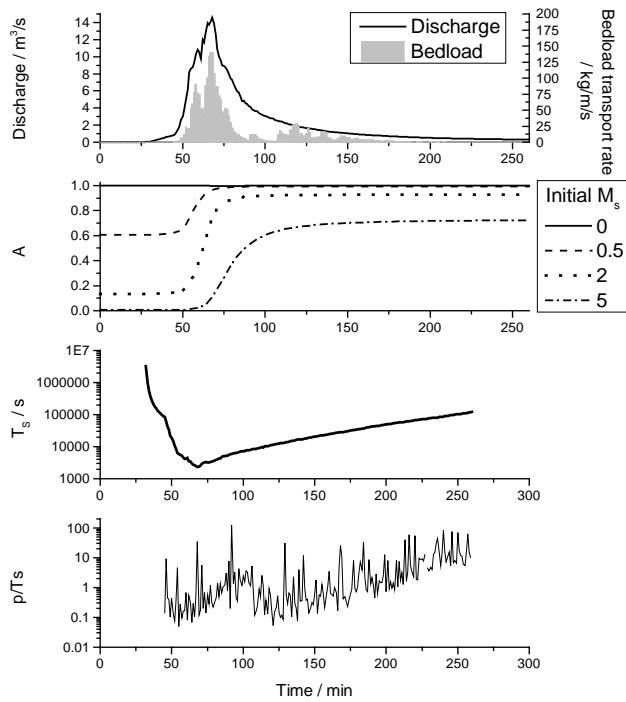 Discharge / m³/s
14
12
10
8
6
4
2
0
0 50 100 150 200 250
200
175
150
125
100
75
50
25
0
Bedload transport rate
/ kg/m/s
Discharge
Bedload
A
1.0
0.8
0.6
0.4
0.2
0.0
0 50 100 150 200 250
Initial Ms
0
0.5
2
5
Ts / s
1E7
1000000
100000
10000
1000
0 50 100 150 200 250 300
p/Ts
100
10
1
0.1
0.01
0 50 100 150 200 250 300
Time / min